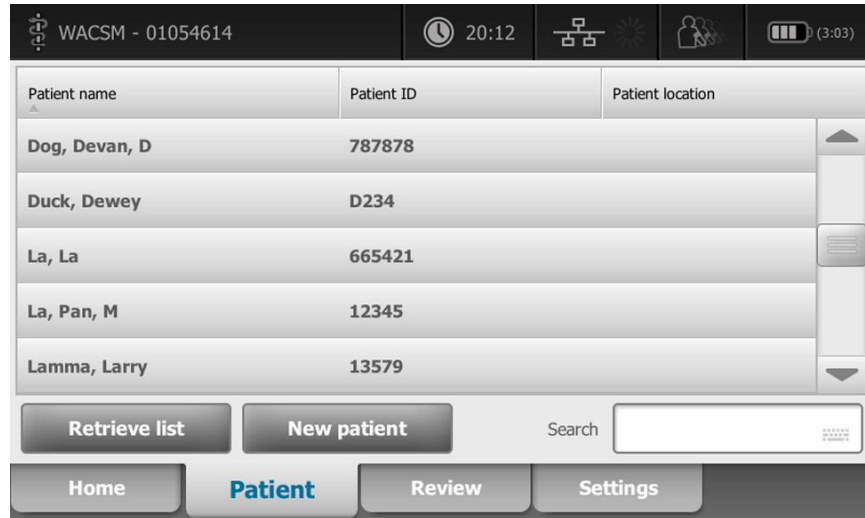 WACSM - 01054614 20:12 (3:03)
Patient name Patient ID Patient location
Dog, Devan, D 787878
Duck, Dewey D234
La, La 665421
La, Pan, M 12345
Lamma, Larry 13579
Retrieve list New patient Search
Home Patient Review Settings